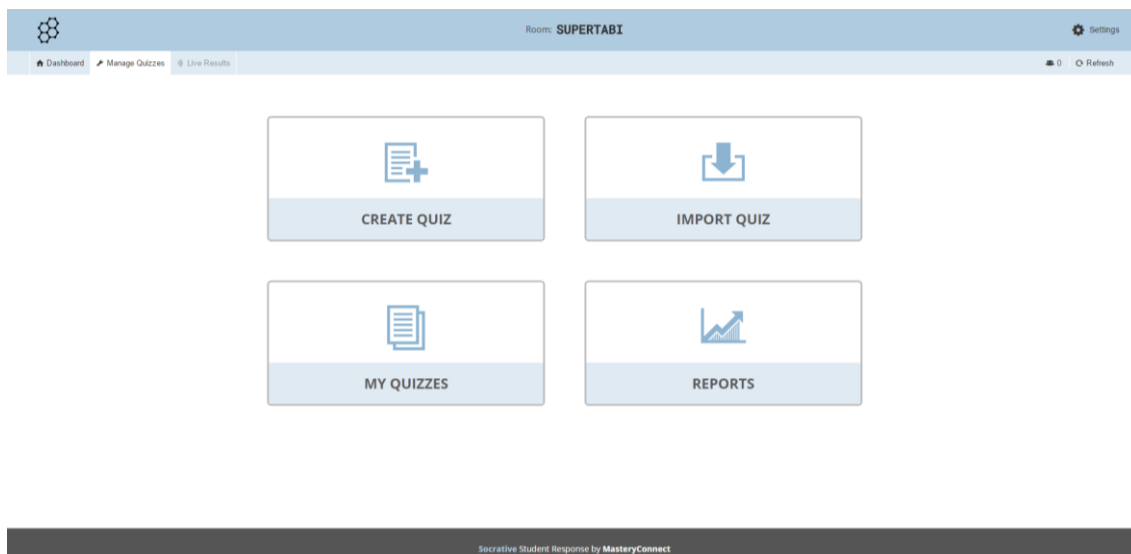 Room: SUPERTABI
Settings
Dashboard
Manage Quizzes
Live Results
0
Refresh
CREATE QUIZ
IMPORT QUIZ
MY QUIZZES
REPORTS
Socrative Student Response by MasteryConnect